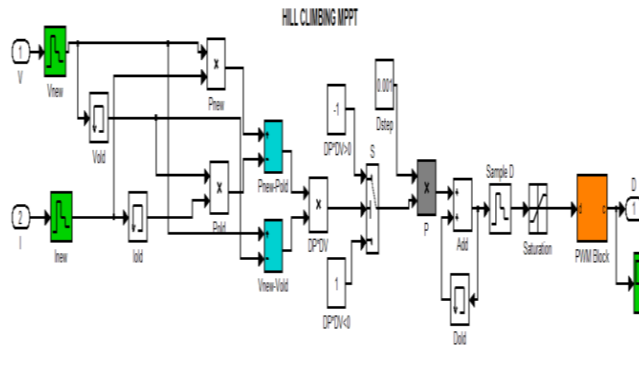 HILL CLIMBING MPPT
1
V
Vnew
Vold
x
Pnew
2
I
Inew
Iold
x
Pold
Pnew-Pold
Vnew-Vold
x
DP*DV
-1
DP*DV>0
S
1
DP*DV<0
0.001
Dstep
x
P
+
+
Add
Dold
Sample D
Saturation
d
c
PWM Block
D
1